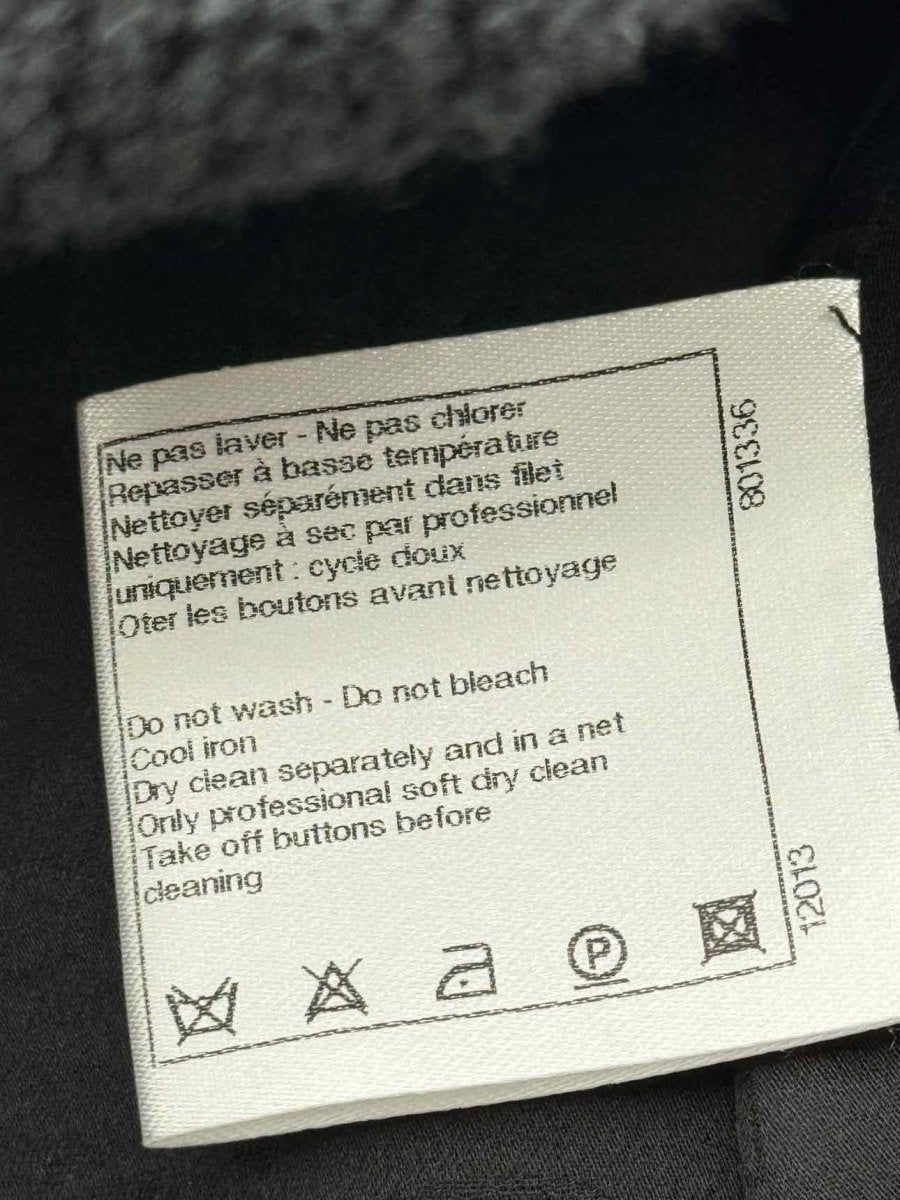 Ne pas laver - Ne pas chlorer
Repasser à basse température
Nettoyer séparément dans filet
Nettoyage à sec par professionnel
uniquement : cycle doux
Oter les boutons avant nettoyage
Do not wash - Do not bleach
Cool iron
Dry clean separately and in a net
Only professional soft dry clean
Take off buttons before
cleaning
P
801336
12013